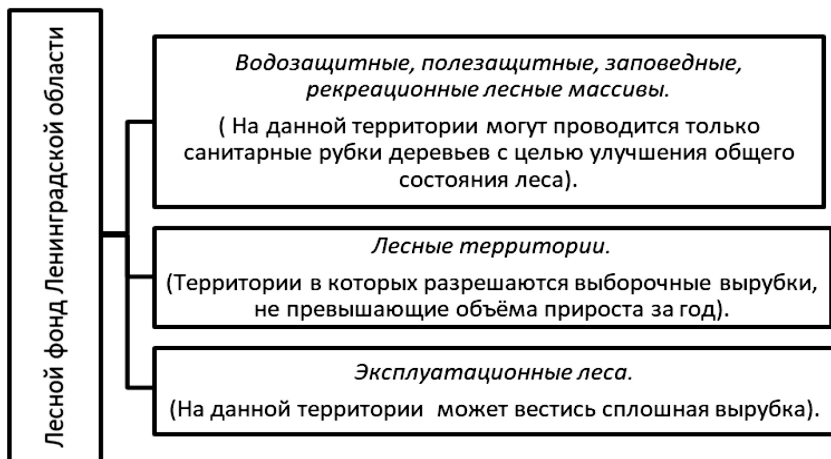 Лесной фонд Ленинградской области
Водозащитные, полезащитные, заповедные,
рекреационные лесные массивы.
( На данной территории могут проводится только
санитарные рубки деревьев с целью улучшения общего
состояния леса).
Лесные территории.
(Территории в которых разрешаются выборочные вырубки,
не превышающие объёма прироста за год).
Эксплуатационные леса.
(На данной территории  может вестись сплошная вырубка).